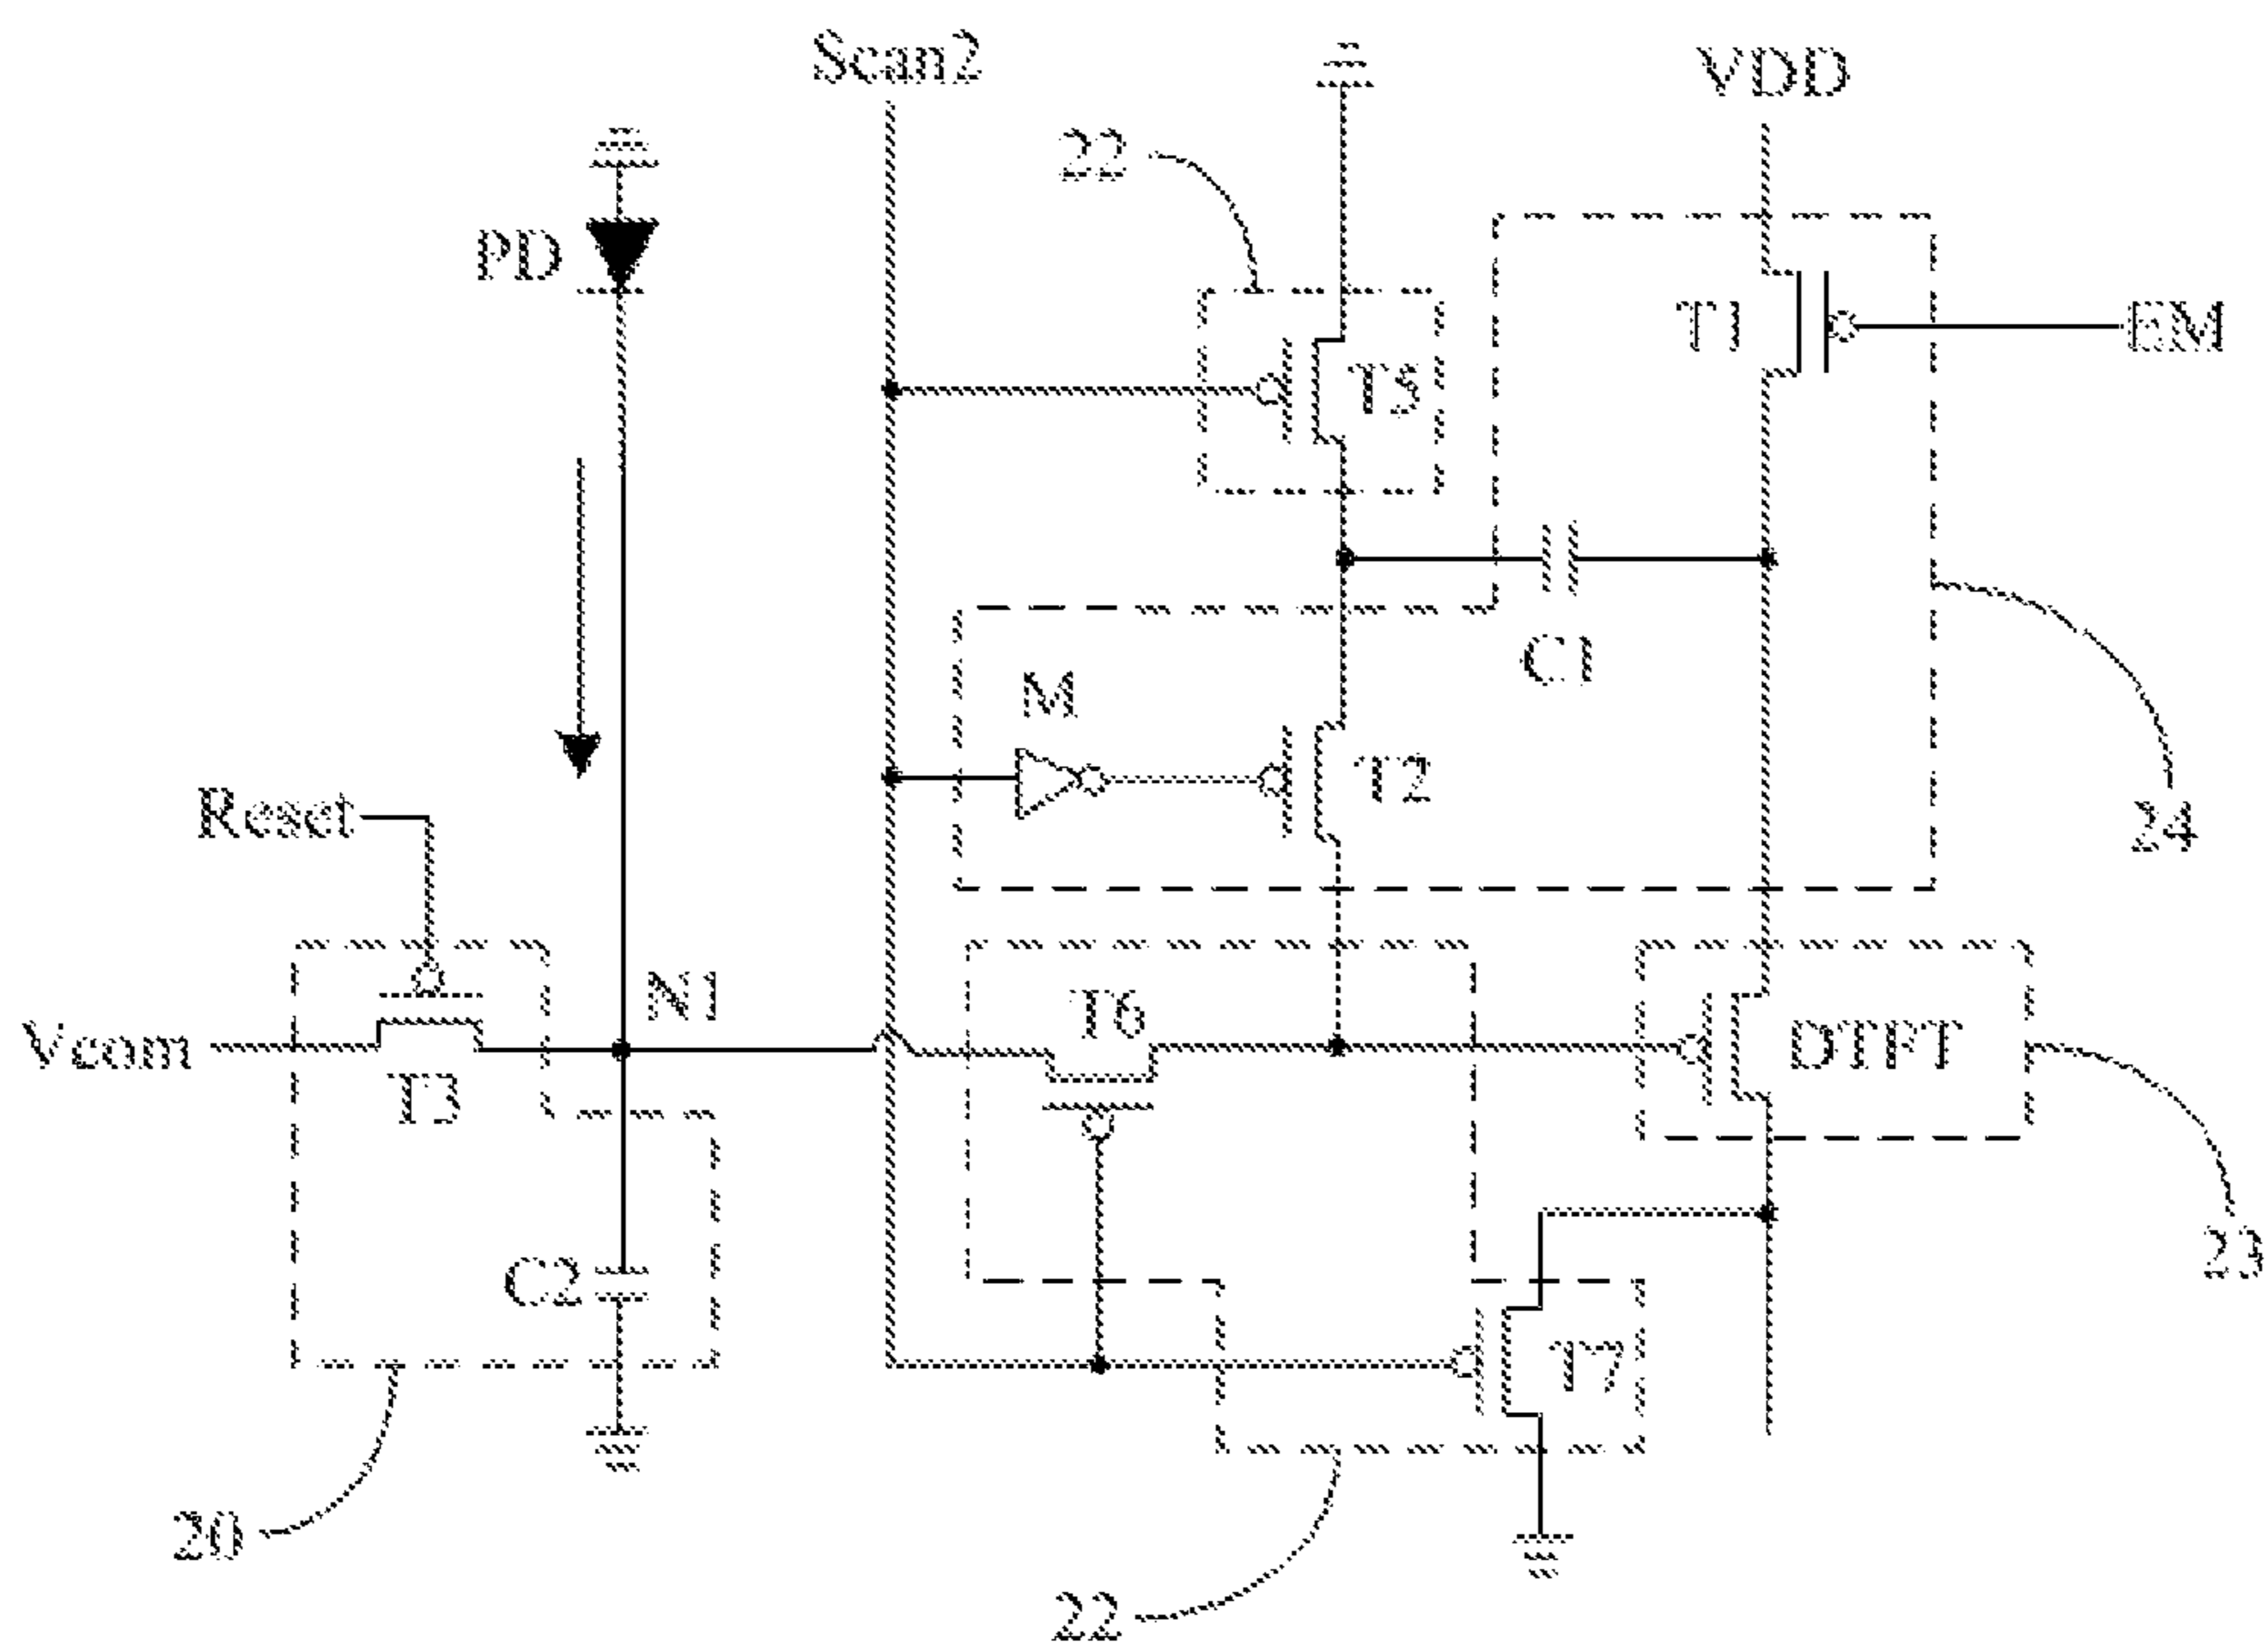 Scan2
VDD
22
PD
T1
EM
T5
C1
M
T2
Reset
24
N1
T6
Vcom
DTFT
T3
C2
23
T7
20
22